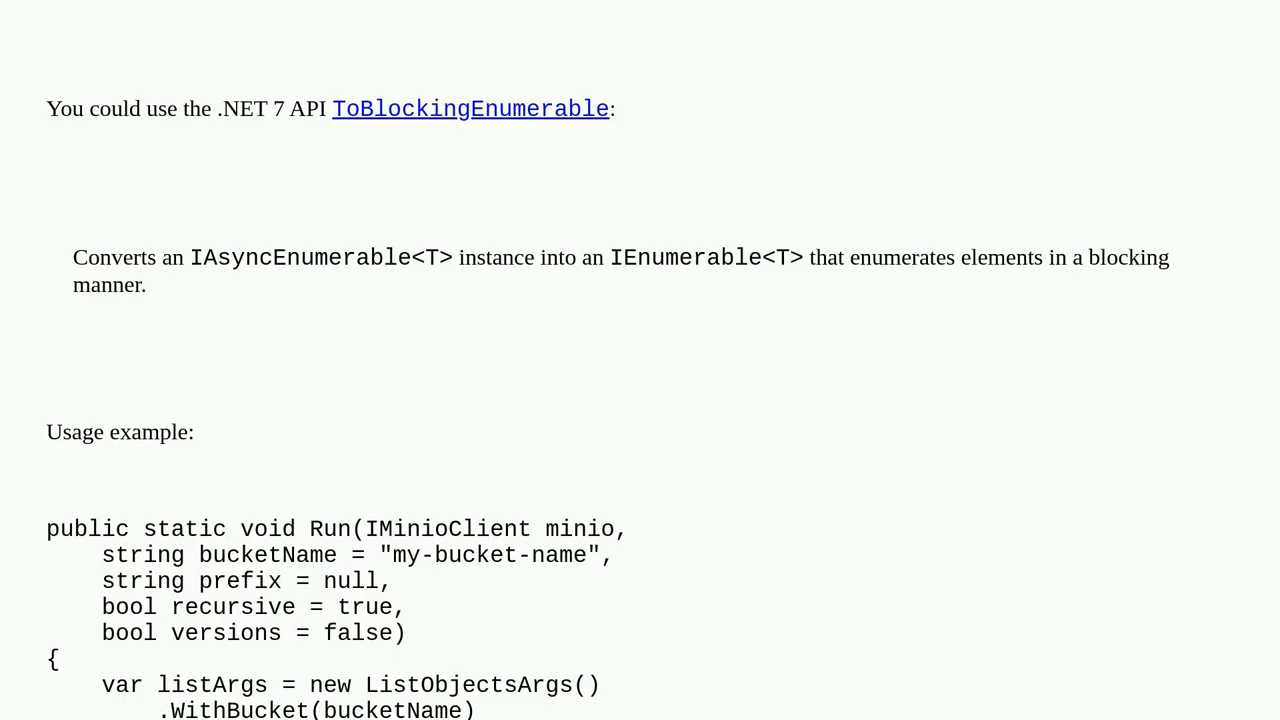 You could use the .NET 7 API ToBlockingEnumerable:
Converts an IAsyncEnumerable<T> instance into an IEnumerable<T> that enumerates elements in a blocking
manner.
Usage example:
public static void Run(IMinioClient minio,
    string bucketName = "my-bucket-name",
    string prefix = null,
    bool recursive = true,
    bool versions = false)
{
    var listArgs = new ListObjectsArgs()
        .WithBucket(bucketName)